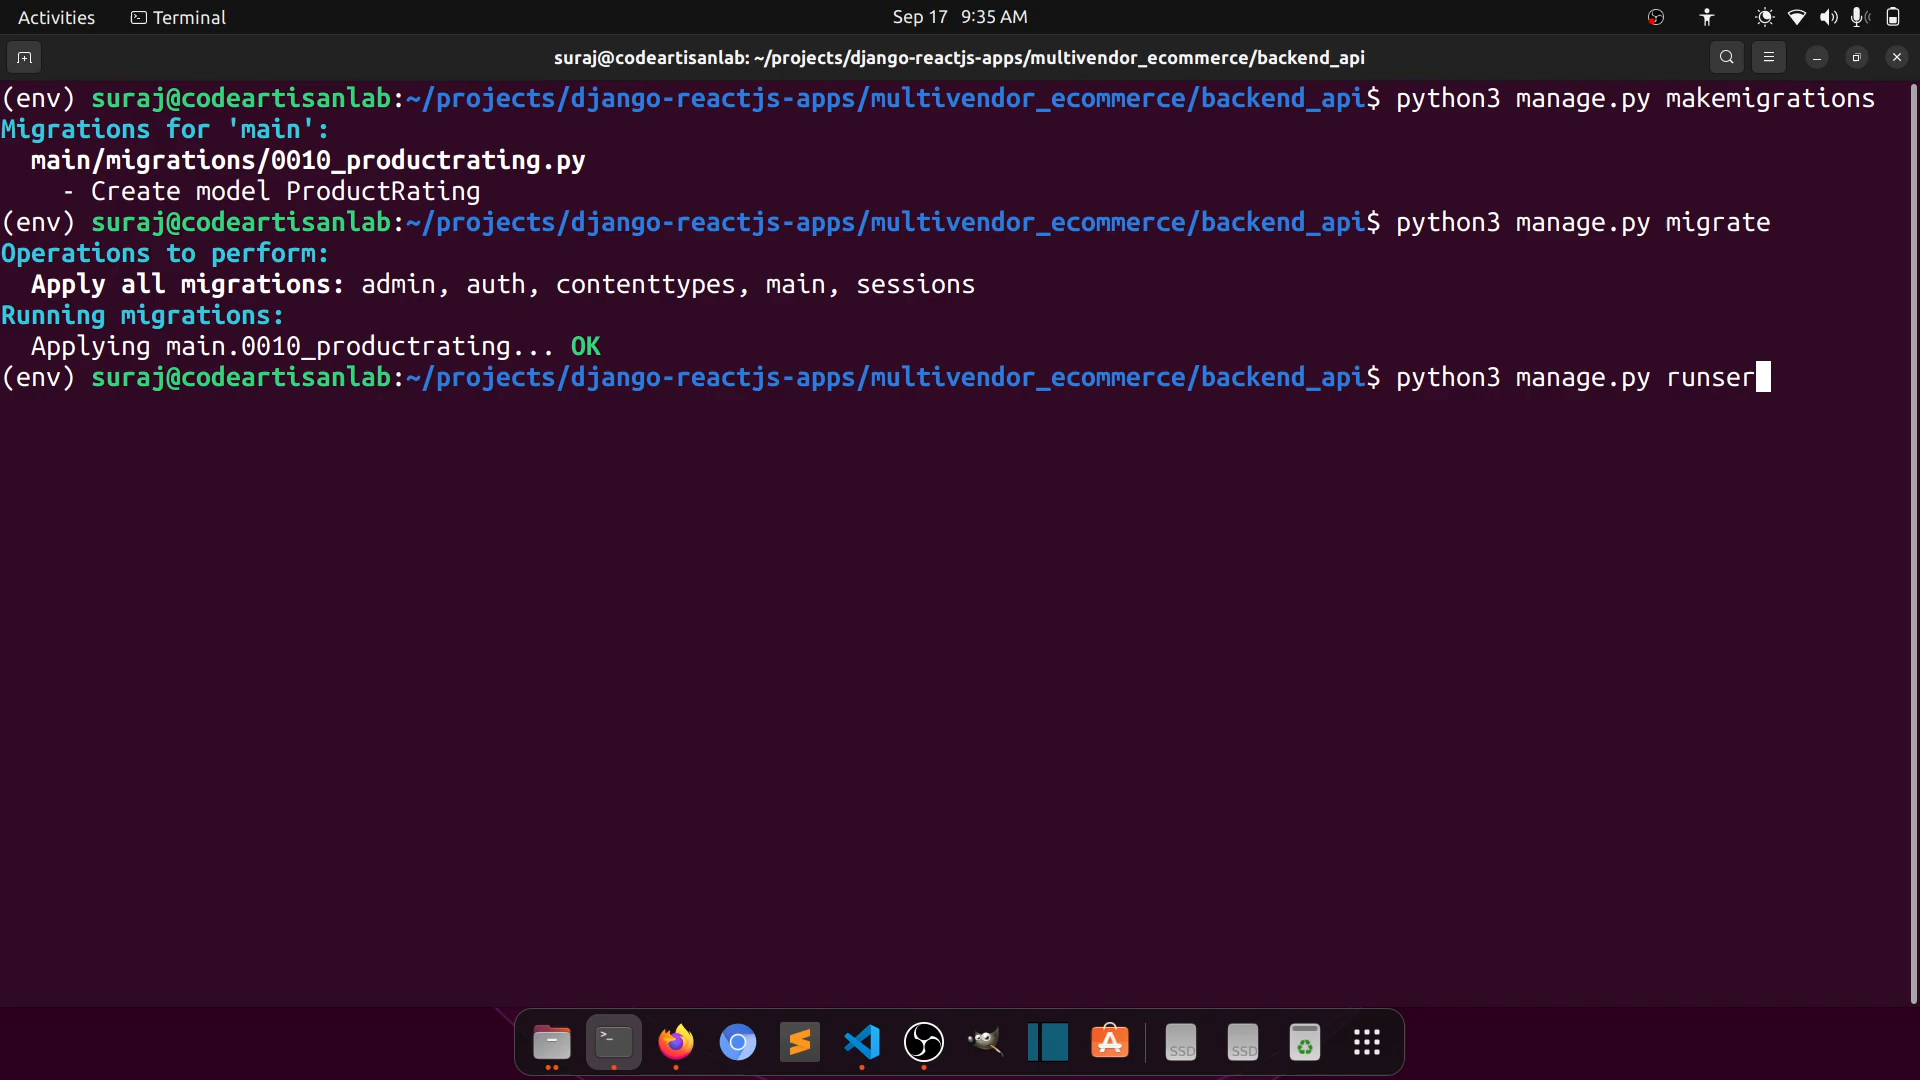 Activities
Terminal
Sep 17 9:35 AM
suraj@codeartisanlab: ~/projects/django-reactjs-apps/multivendor_ecommerce/backend_api
(env) suraj@codeartisanlab:~/projects/django-reactjs-apps/multivendor_ecommerce/backend_api$ python3 manage.py makemigrations
Migrations for 'main':
  main/migrations/0010_productrating.py
    - Create model ProductRating
(env) suraj@codeartisanlab:~/projects/django-reactjs-apps/multivendor_ecommerce/backend_api$ python3 manage.py migrate
Operations to perform:
  Apply all migrations: admin, auth, contenttypes, main, sessions
Running migrations:
  Applying main.0010_productrating... OK
(env) suraj@codeartisanlab:~/projects/django-reactjs-apps/multivendor_ecommerce/backend_api$ python3 manage.py runser
SSD
SSD